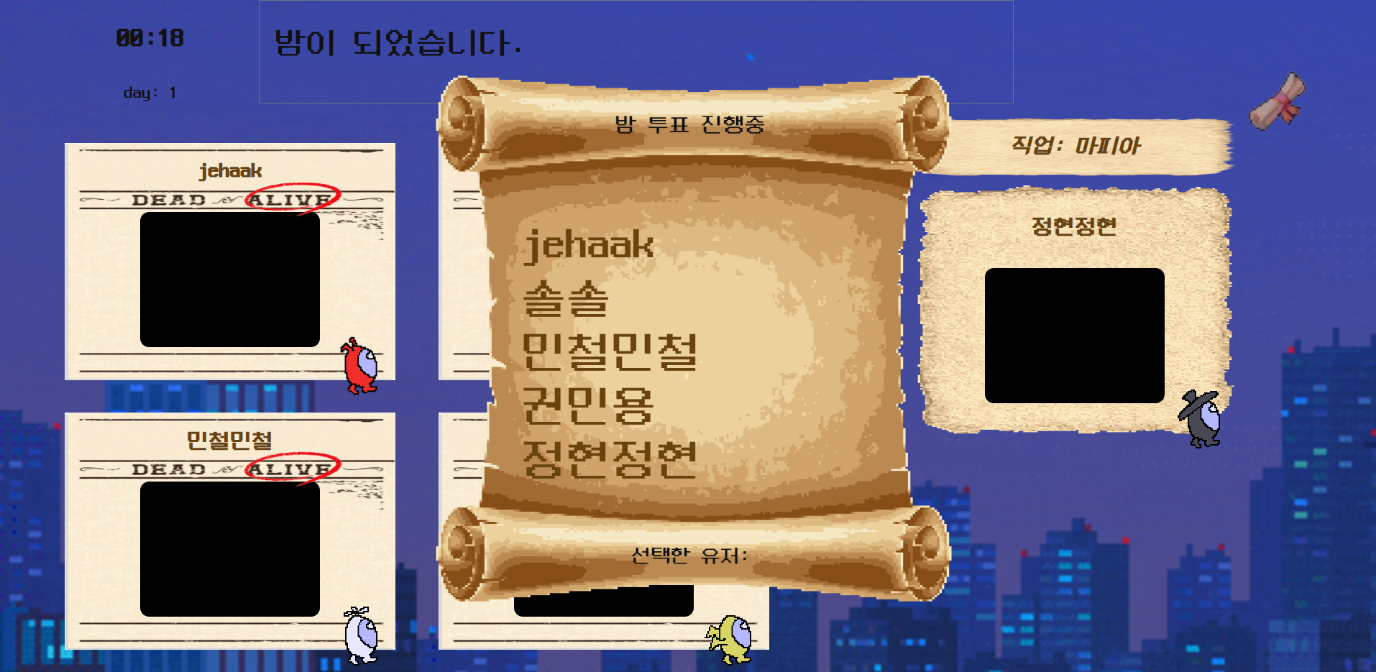 00:18
밤이 되었습니다.
day: 1
밤 투표 진행중
직업: 마피아
jehaak
DEAD or ALIVE
정현정현
jehaak
솔솔
민철민철
권민용
정현정현
민철민철
DEAD or ALIVE
선택한 유저: